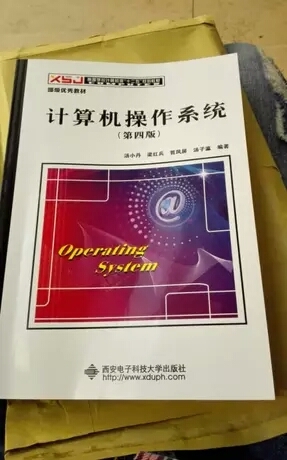 XSJ
国级优秀教材
计算机操作系统
(第四版)
汤小丹 梁红兵 哲凤屏 汤子瀛 编著
Operating
System
西安电子科技大学出版社
www.xduph.com